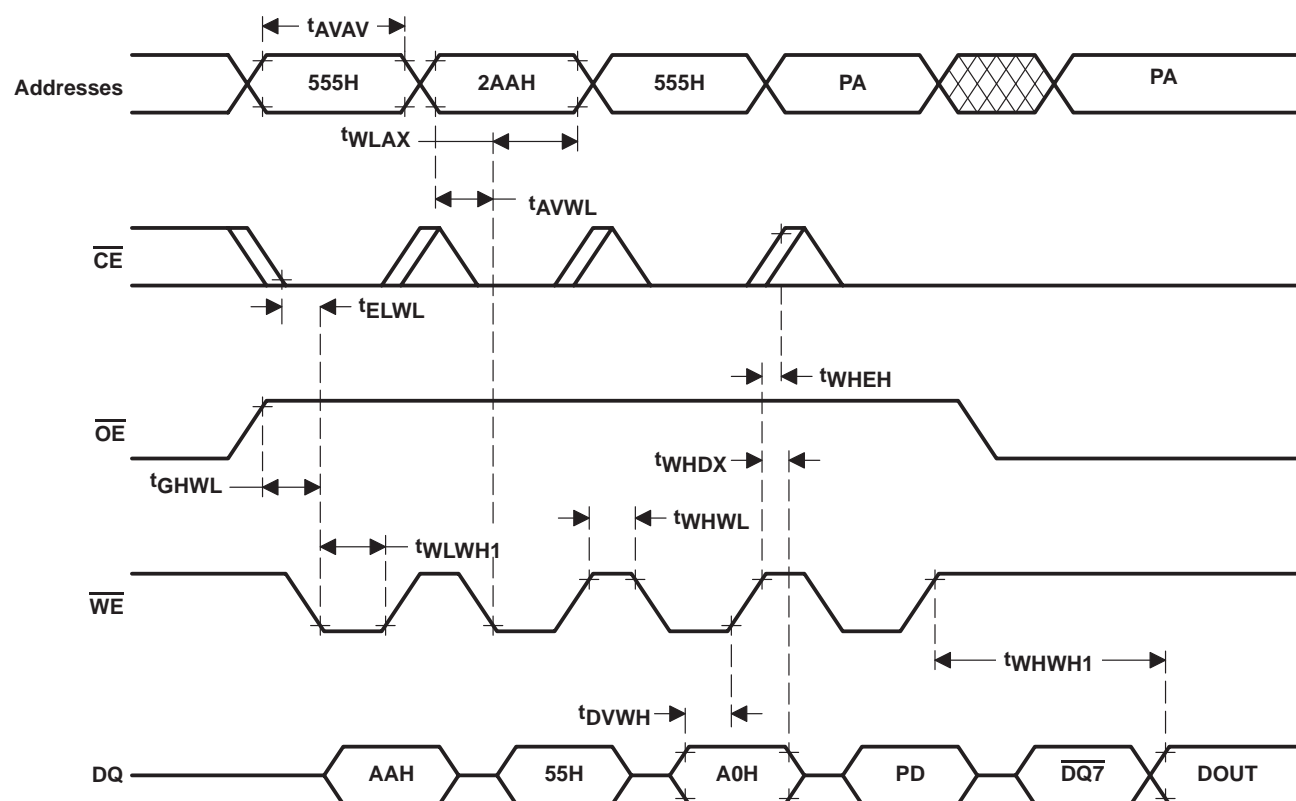 tAVAV
Addresses 555H 2AAH 555H PA PA
tWLAX
tAVWL
CE
tELWL
tWHEH
OE
tWHDX
tGHWL
tWHWL
tWLWH1
WE
tWHWH1
tDVWH
DQ AAH 55H A0H PD DQ7 DOUT